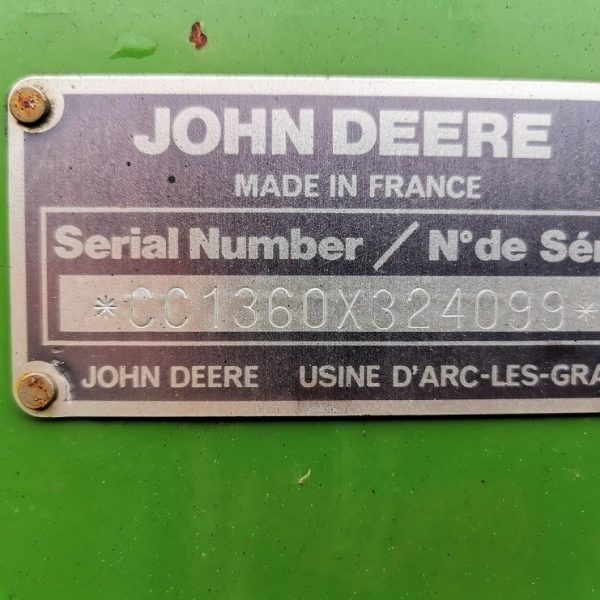 JOHN DEERE
MADE IN FRANCE
Serial Number / N°de Sér
*CC1360X324099*
JOHN DEERE USINE D'ARC-LES-GRA